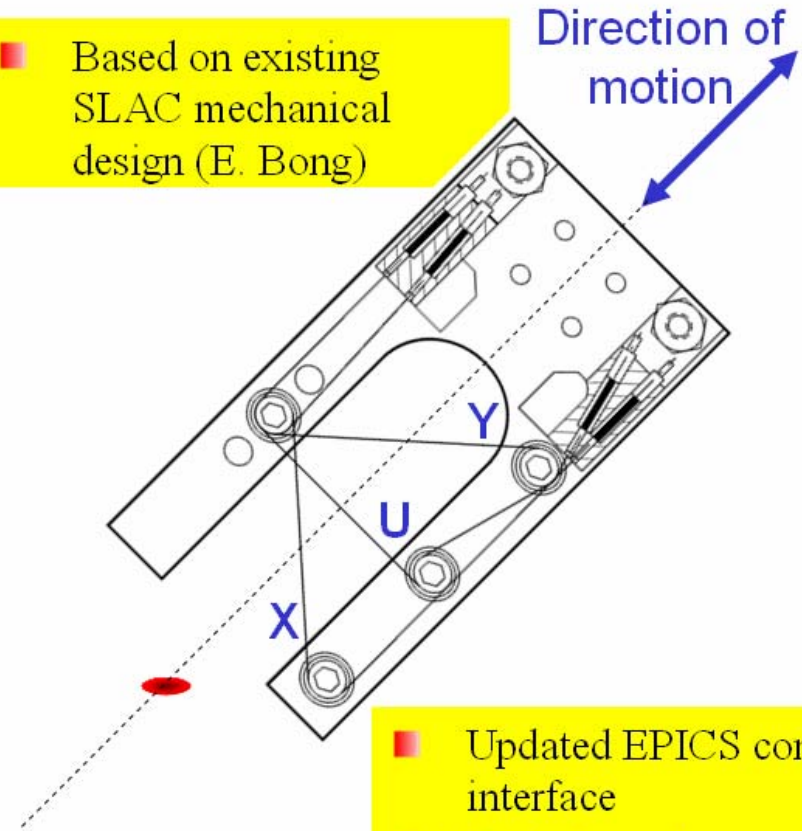 Based on existing
SLAC mechanical
design (E. Bong)
Direction of
motion
Y
U
X
Updated EPICS
interface